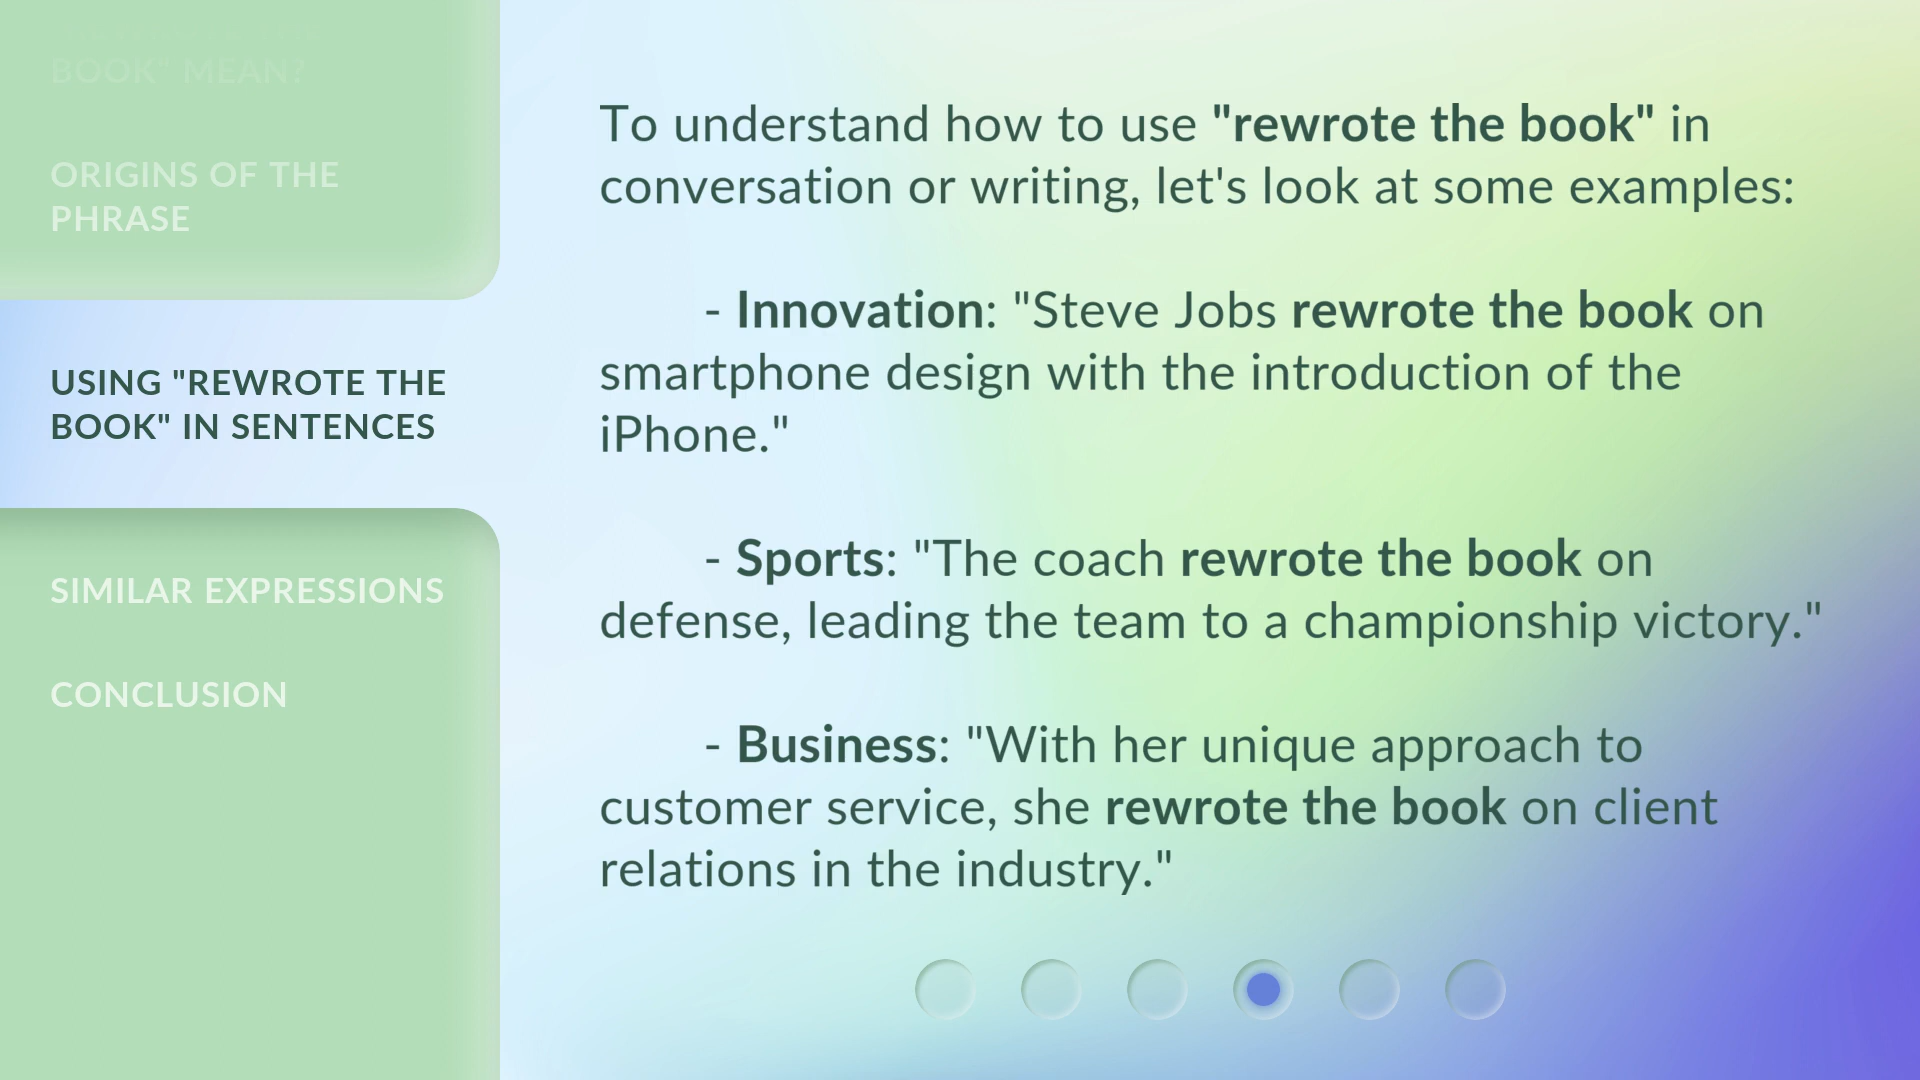 BOOK" MEAN?
ORIGINS OF THE
PHRASE
USING "REWROTE THE
BOOK" IN SENTENCES
SIMILAR EXPRESSIONS
CONCLUSION
To understand how to use "rewrote the book" in
conversation or writing, let's look at some examples:
- Innovation: "Steve Jobs rewrote the book on
smartphone design with the introduction of the
iPhone."
- Sports: "The coach rewrote the book on
defense, leading the team to a championship victory."
- Business: "With her unique approach to
customer service, she rewrote the book on client
relations in the industry."